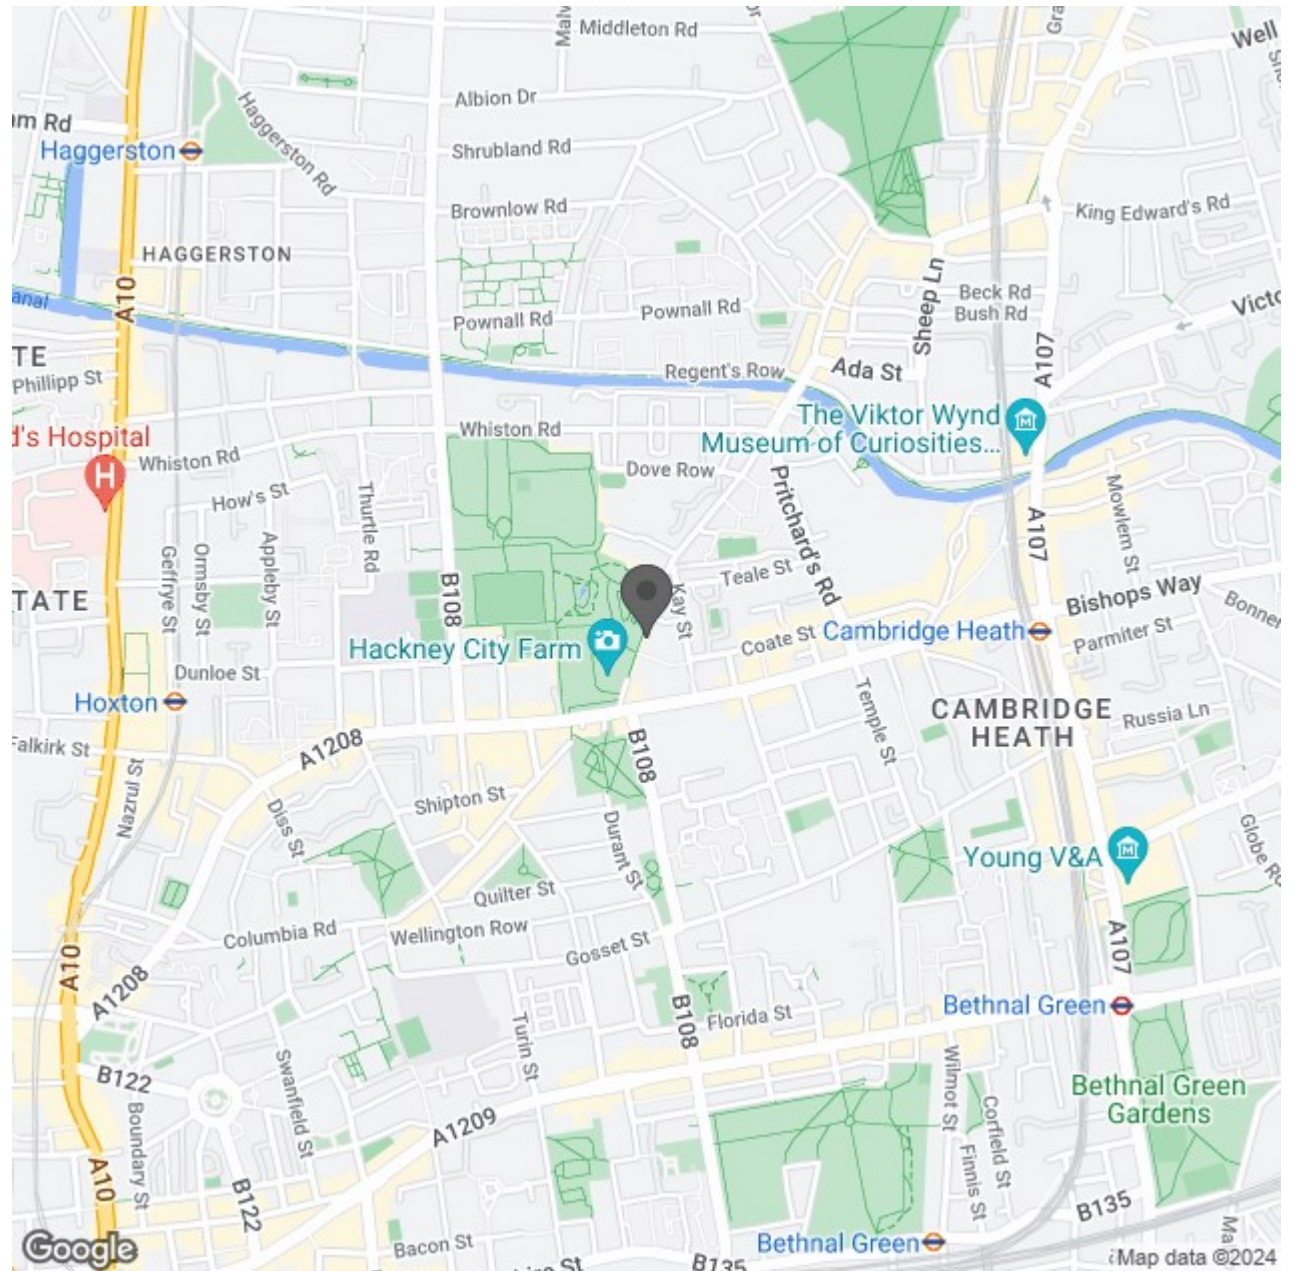 Middleton Rd
Well
Albion Dr
Haggerston Rd
Haggerston
Shrubland Rd
Brownlow Rd
King Edward's Rd
HAGGERSTON
A10
Sheep Ln
Beck Rd
Bush Rd
Pownall Rd
Pownall Rd
A107
Phillipp St
Regent's Row
Ada St
The Viktor Wynd
Museum of Curiosities...
Whiston Rd
Dove Row
Whiston Rd
How's St
Thurtle Rd
Pritchard's Rd
Mowlem St
A107
Geffrye St
Ormsby St
Appleby St
B108
Teale St
Kay St
Bishops Way
Coate St
Cambridge Heath
Parmiter St
Hackney City Farm
Dunloe St
Hoxton
Temple St
CAMBRIDGE
HEATH
Russia Ln
Falkirk St
A1208
B108
Nazrul St
Diss St
Shipton St
Durant St
Young V&A
Quilter St
Columbia Rd
Wellington Row
Gosset St
A10
A1208
A107
Bethnal Green
B108
Florida St
Turin St
Swanfield St
B122
Boundary St
A1209
Wilmot St
Corfield St
Finnis St
Bethnal Green
Gardens
A10
B122
B135
Bacon St
Bethnal Green
B135
Google
Map data ©2024